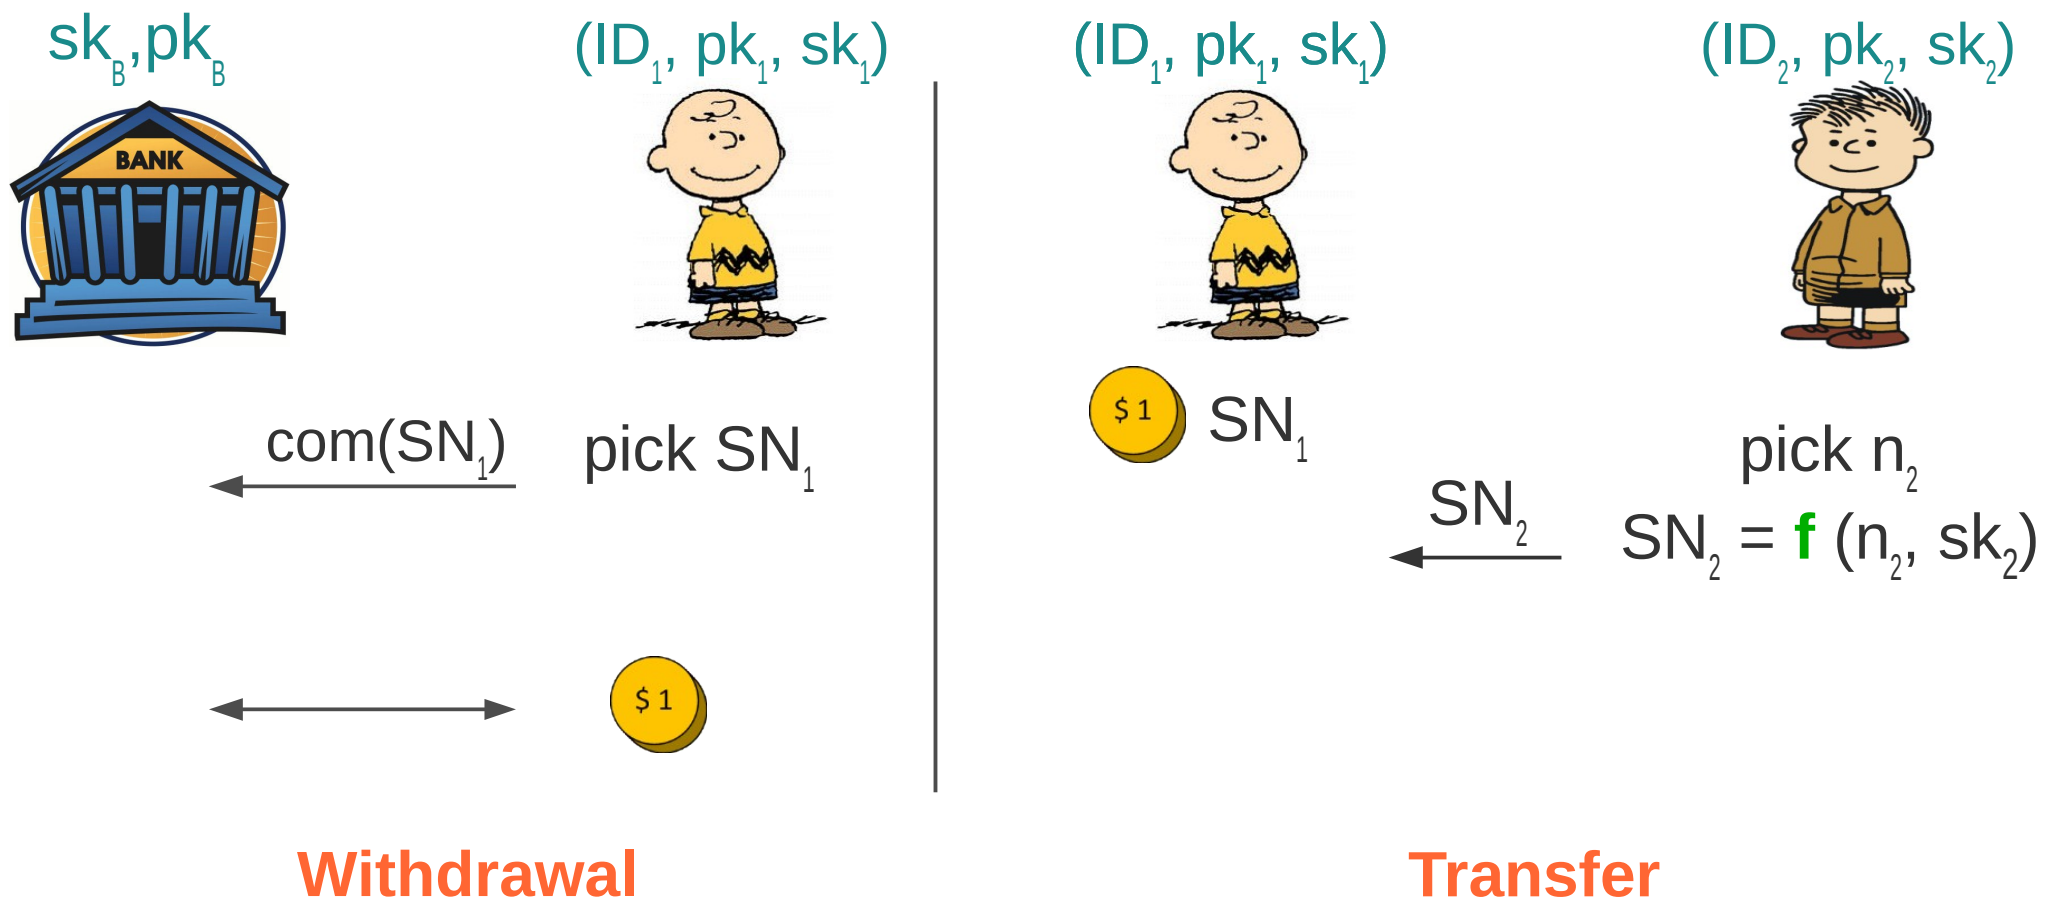 sk_B,pk_B
(ID_1, pk_1, sk_1)
BANK
com(SN_1)
pick SN_1
$ 1
Withdrawal
(ID_1, pk_1, sk_1)
(ID_2, pk_2, sk_2)
$ 1
SN_1
pick n_2
SN_2
SN_2 = f (n_2, sk_2)
Transfer